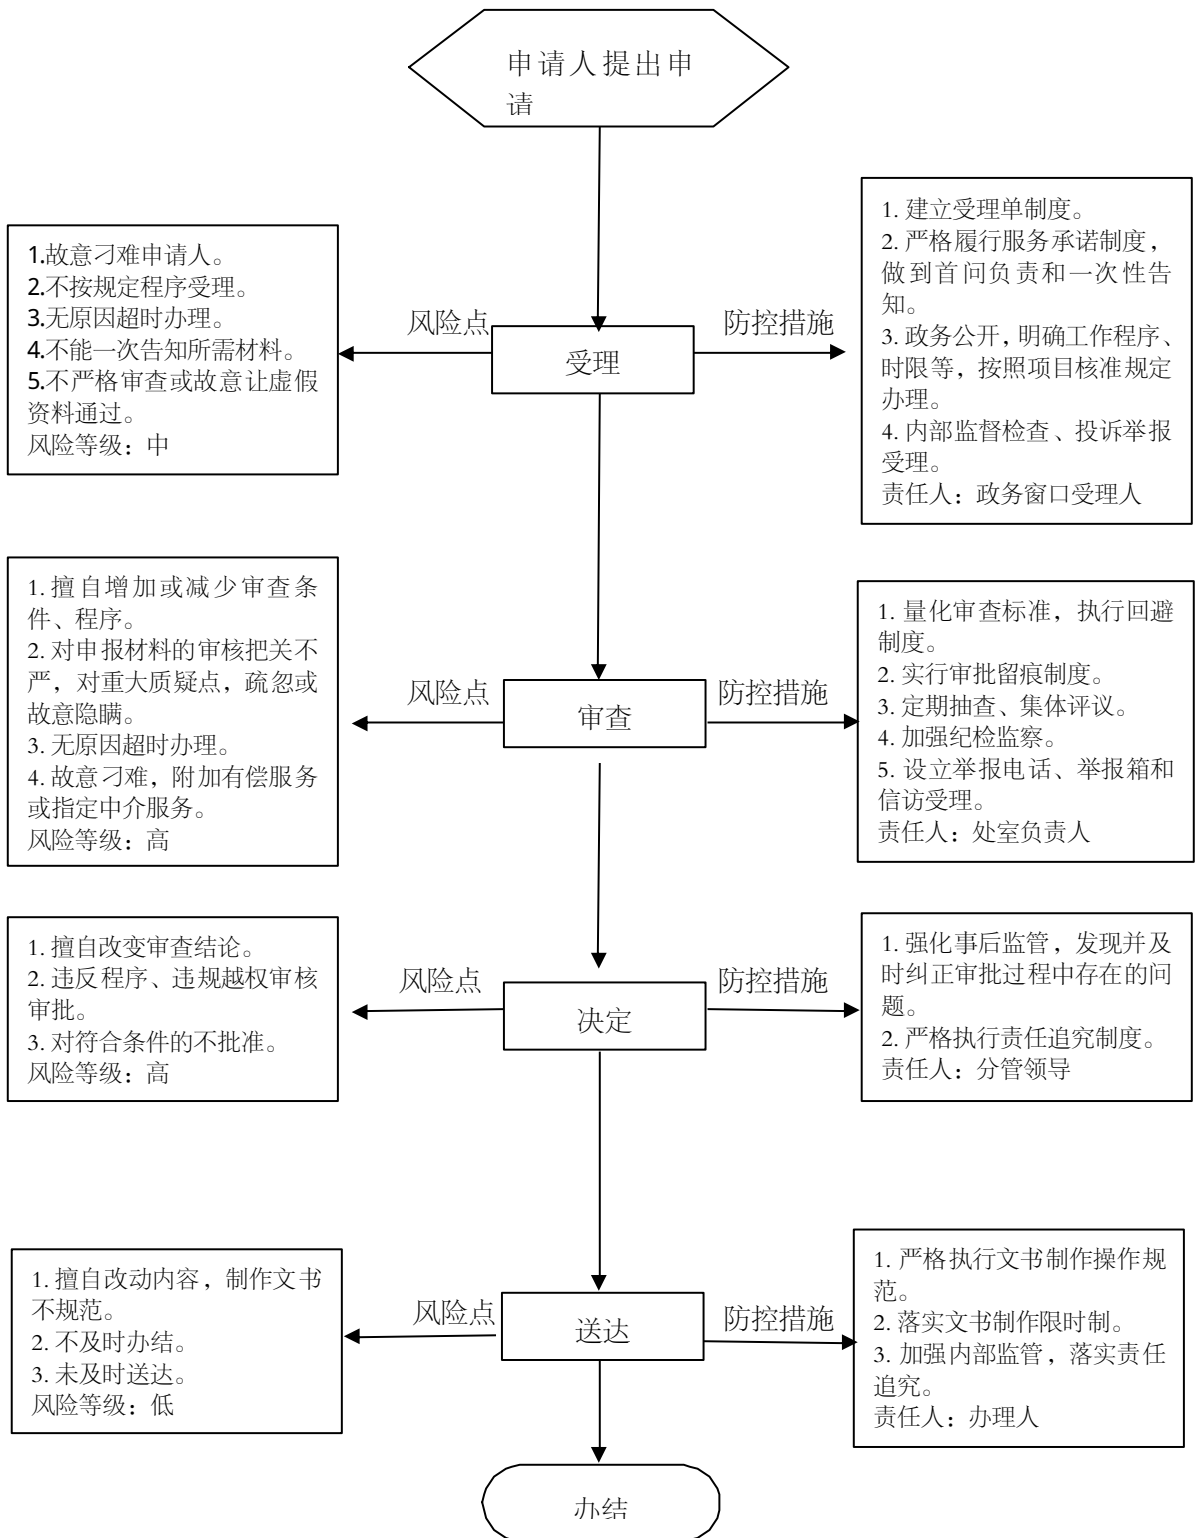 申请人提出申
请
1.故意刁难申请人。
2.不按规定程序受理。
3.无原因超时办理。
4.不能一次告知所需材料。
5.不严格审查或故意让虚假
资料通过。
风险等级：中
风险点
受理
防控措施
1. 建立受理单制度。
2. 严格履行服务承诺制度，
做到首问负责和一次性告
知。
3. 政务公开，明确工作程序、
时限等，按照项目核准规定
办理。
4. 内部监督检查、投诉举报
受理。
责任人：政务窗口受理人
1. 擅自增加或减少审查条
件、程序。
2. 对申报材料的审核把关不
严，对重大质疑点，疏忽或
故意隐瞒。
3. 无原因超时办理。
4. 故意刁难，附加有偿服务
或指定中介服务。
风险等级：高
风险点
审查
防控措施
1. 量化审查标准，执行回避
制度。
2. 实行审批留痕制度。
3. 定期抽查、集体评议。
4. 加强纪检监察。
5. 设立举报电话、举报箱和
信访受理。
责任人：处室负责人
1. 擅自改变审查结论。
2. 违反程序、违规越权审核
审批。
3. 对符合条件的不批准。
风险等级：高
风险点
决定
防控措施
1. 强化事后监管，发现并及
时纠正审批过程中存在的问
题。
2. 严格执行责任追究制度。
责任人：分管领导
1. 擅自改动内容，制作文书
不规范。
2. 不及时办结。
3. 未及时送达。
风险等级：低
风险点
送达
防控措施
1. 严格执行文书制作操作规
范。
2. 落实文书制作限时制。
3. 加强内部监管，落实责任
追究。
责任人：办理人
办结